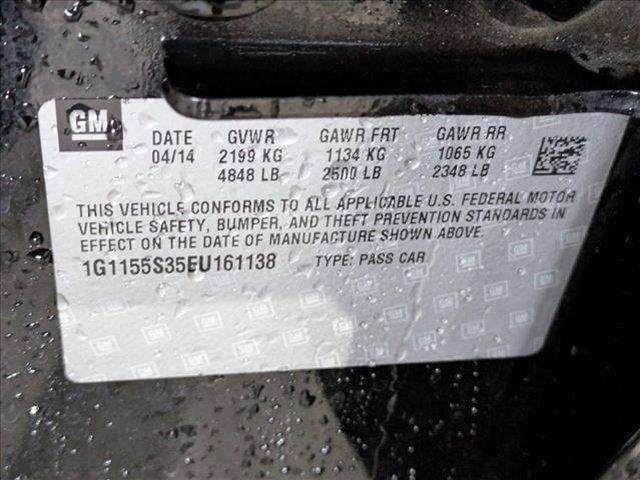 GM
DATE GVWR GAWR FRT GAWR RR
04/14 2199 KG 1134 KG 1065 KG
4848 LB 2500 LB 2348 LB
THIS VEHICLE CONFORMS TO ALL APPLICABLE U.S. FEDERAL MOTOR
VEHICLE SAFETY, BUMPER, AND THEFT PREVENTION STANDARDS IN
EFFECT ON THE DATE OF MANUFACTURE SHOWN ABOVE.
1G1155S35EU161138 TYPE: PASS CAR